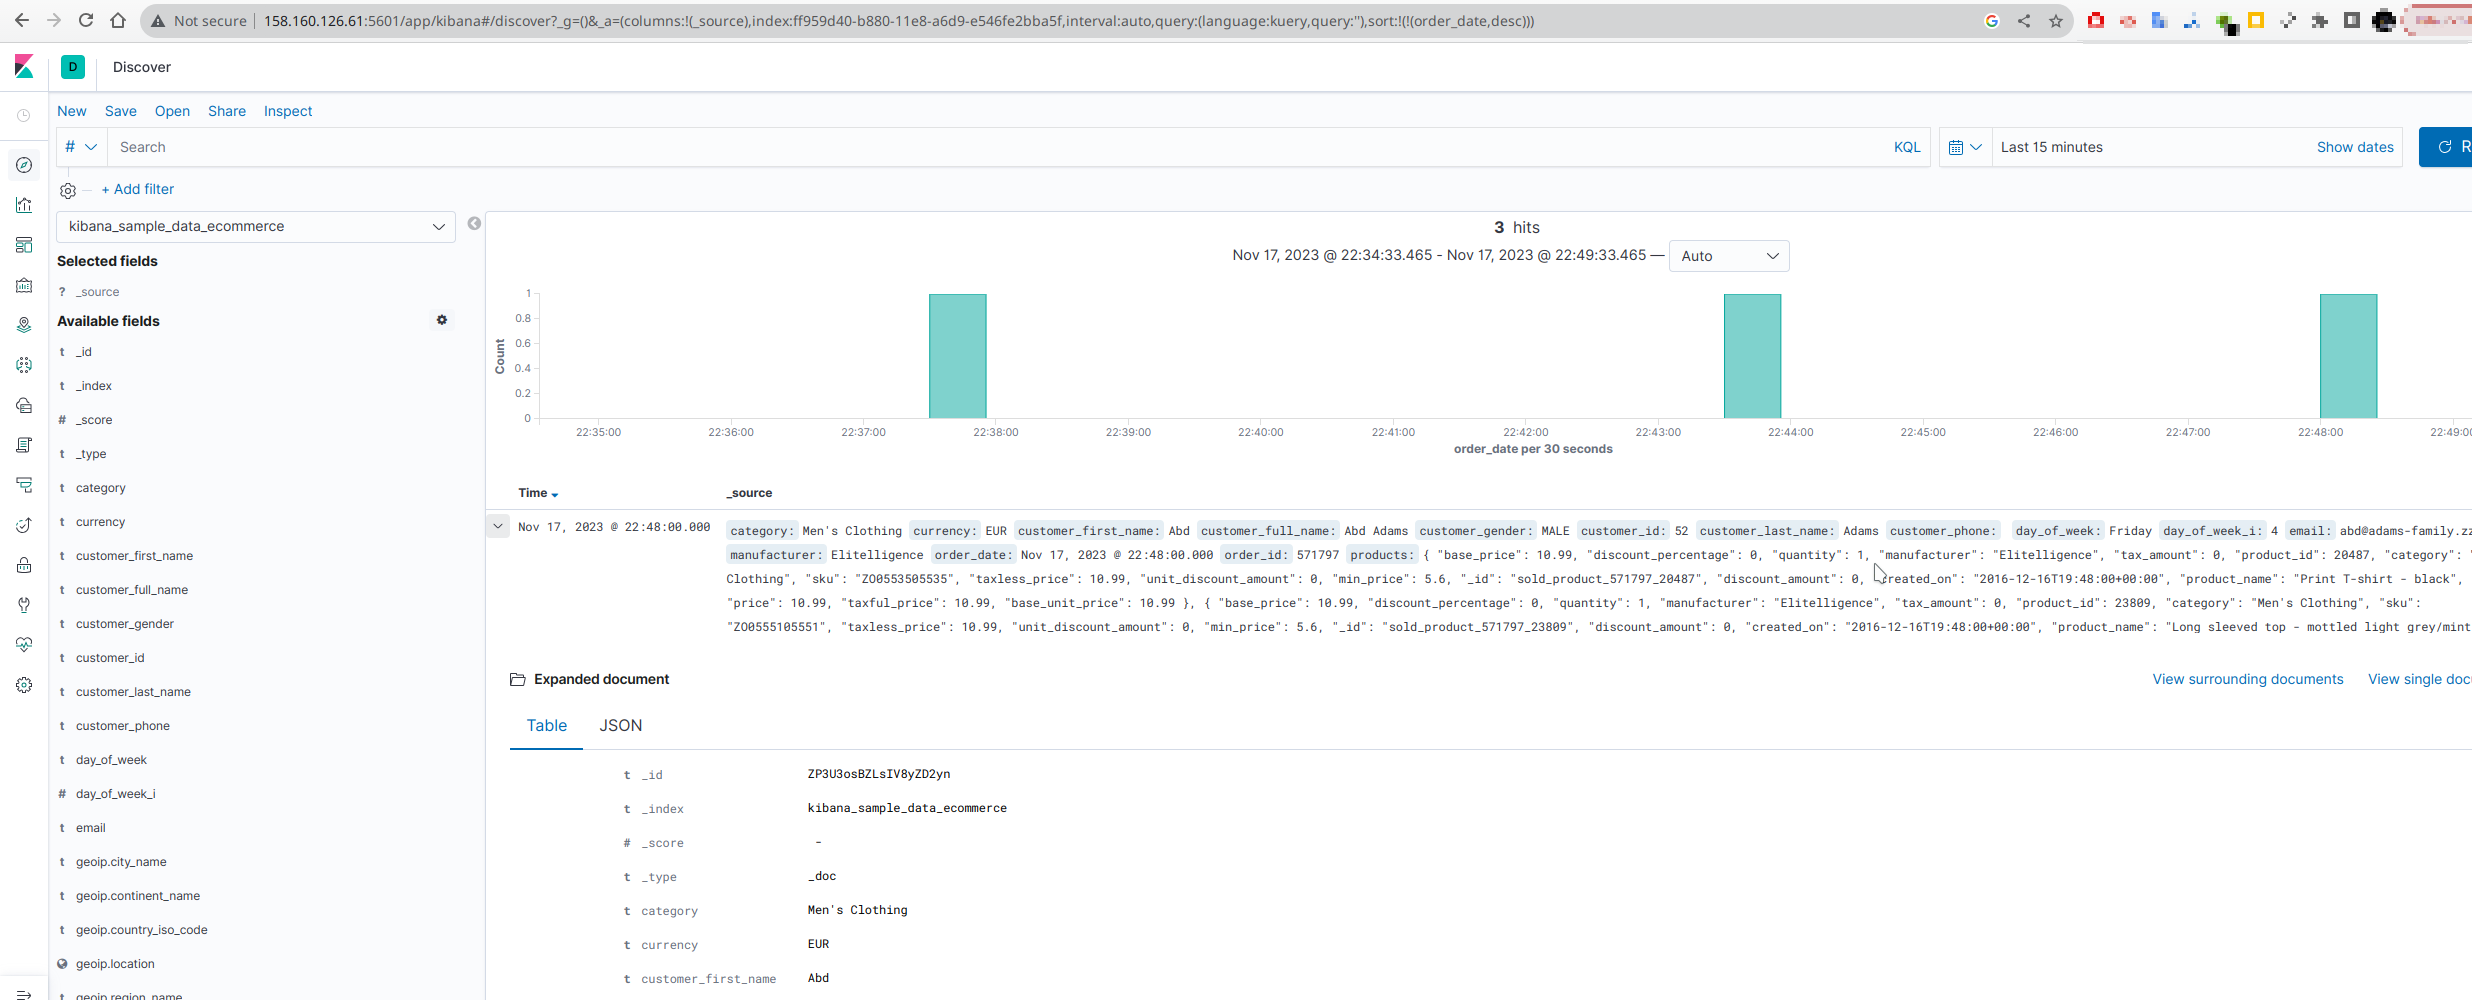 Not secure | 158.160.126.61:5601/app/kibana#/discover?_g=()&_a=(columns:!(_source),index:ff959d40-b880-11e8-a6d9-e546fe2bba5f,interval:auto,query:(language:kuery,query:''),sort:!(!(order_date,desc)))
D Discover
New Save Open Share Inspect
# Search KQL Last 15 minutes Show dates R
+ Add filter
kibana_sample_data_ecommerce
Selected fields
? _source
Available fields
t _id
t _index
# _score
t _type
t category
t currency
t customer_first_name
t customer_full_name
t customer_gender
t customer_id
t customer_last_name
t customer_phone
t day_of_week
# day_of_week_i
t email
t geoip.city_name
t geoip.continent_name
t geoip.country_iso_code
geoip.location
t geoip.region_name
3 hits
Nov 17, 2023 @ 22:34:33.465 - Nov 17, 2023 @ 22:49:33.465 — Auto
Count
1
0.8
0.6
0.4
0.2
0
22:35:00 22:36:00 22:37:00 22:38:00 22:39:00 22:40:00 22:41:00 22:42:00 22:43:00 22:44:00 22:45:00 22:46:00 22:47:00 22:48:00 22:49:0
order_date per 30 seconds
Time _source
Nov 17, 2023 @ 22:48:00.000 category: Men's Clothing currency: EUR customer_first_name: Abd customer_full_name: Abd Adams customer_gender: MALE customer_id: 52 customer_last_name: Adams customer_phone: day_of_week: Friday day_of_week_i: 4 email: abd@adams-family.zz
manufacturer: Elitelligence order_date: Nov 17, 2023 @ 22:48:00.000 order_id: 571797 products: { "base_price": 10.99, "discount_percentage": 0, "quantity": 1, "manufacturer": "Elitelligence", "tax_amount": 0, "product_id": 20487, "category": "
Clothing", "sku": "ZO0553505535", "taxless_price": 10.99, "unit_discount_amount": 0, "min_price": 5.6, "_id": "sold_product_571797_20487", "discount_amount": 0, "created_on": "2016-12-16T19:48:00+00:00", "product_name": "Print T-shirt - black",
"price": 10.99, "taxful_price": 10.99, "base_unit_price": 10.99 }, { "base_price": 10.99, "discount_percentage": 0, "quantity": 1, "manufacturer": "Elitelligence", "tax_amount": 0, "product_id": 23809, "category": "Men's Clothing", "sku":
"ZO0555105551", "taxless_price": 10.99, "unit_discount_amount": 0, "min_price": 5.6, "_id": "sold_product_571797_23809", "discount_amount": 0, "created_on": "2016-12-16T19:48:00+00:00", "product_name": "Long sleeved top - mottled light grey/mint
Expanded document View surrounding documents View single doc
Table JSON
t _id ZP3U3osBZLsIV8yZD2yn
t _index kibana_sample_data_ecommerce
# _score -
t _type _doc
t category Men's Clothing
t currency EUR
t customer_first_name Abd